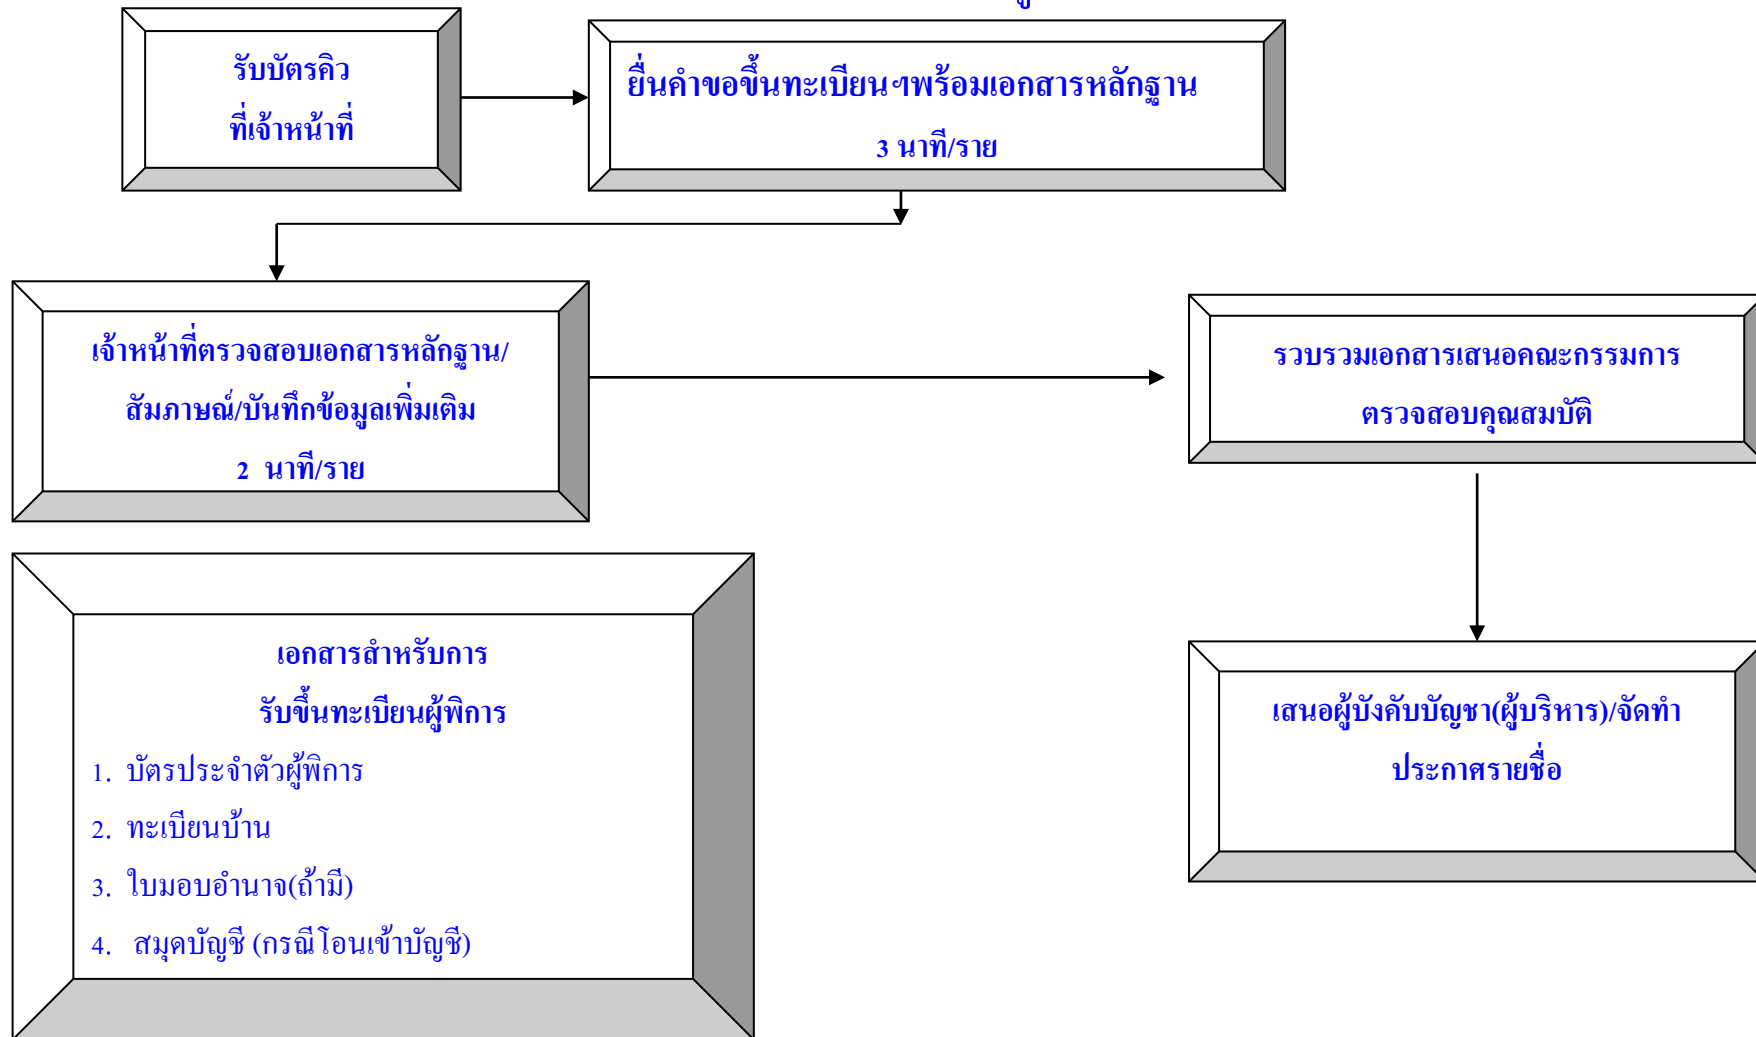 รับบัตรคิว
ที่เจ้าหน้าที่
ยื่นคำขอขึ้นทะเบียนฯพร้อมเอกสารหลักฐาน
3 นาที/ราย
เจ้าหน้าที่ตรวจสอบเอกสารหลักฐาน/
สัมภาษณ์/บันทึกข้อมูลเพิ่มเติม
2 นาที/ราย
รวบรวมเอกสารเสนอคณะกรรมการ
ตรวจสอบคุณสมบัติ
เสนอผู้บังคับบัญชา(ผู้บริหาร)/จัดทำ
ประกาศรายชื่อ
เอกสารสำหรับการ
รับขึ้นทะเบียนผู้พิการ
1. บัตรประจำตัวผู้พิการ
2. ทะเบียนบ้าน
3. ใบมอบอำนาจ(ถ้ามี)
4. สมุดบัญชี (กรณีโอนเข้าบัญชี)